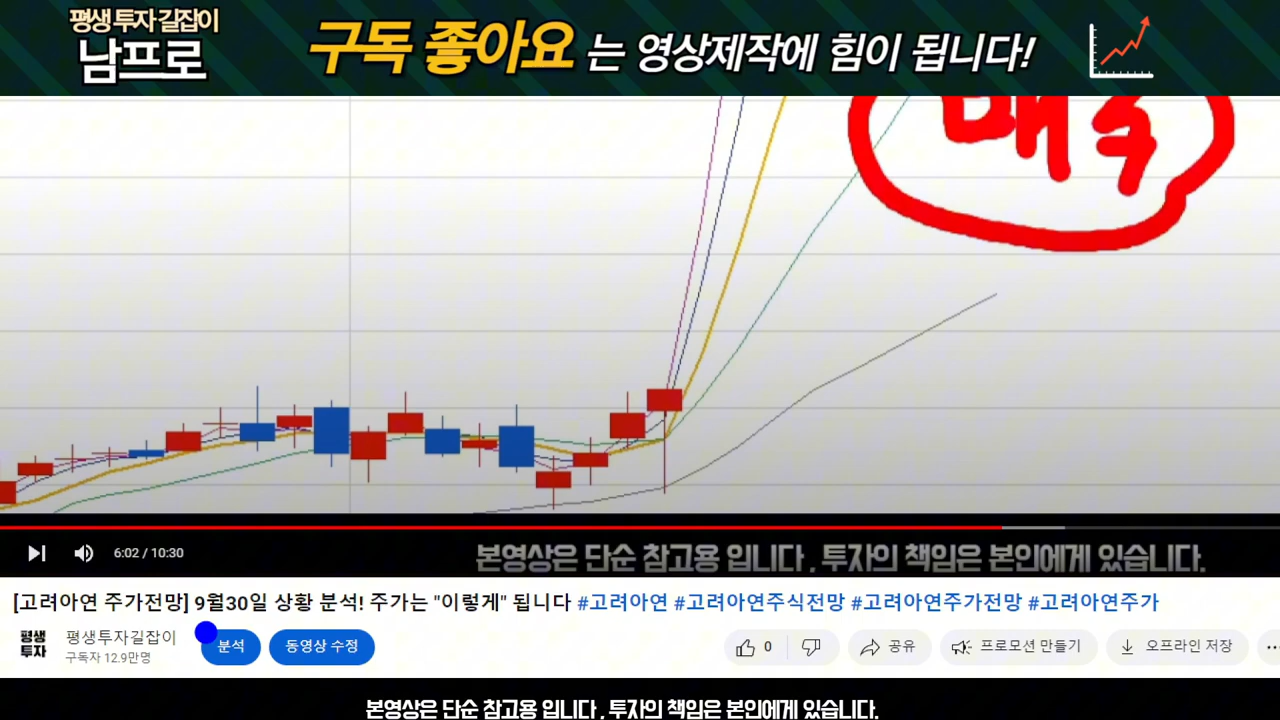 평생 투자 길잡이
남프로
구독 좋아요 는 영상제작에 힘이 됩니다!
매수
6:02 / 10:30
본영상은 단순 참고용 입니다 , 투자의 책임은 본인에게 있습니다.
[고려아연 주가전망] 9월30일 상황 분석! 주가는 "이렇게" 됩니다 #고려아연 #고려아연주식전망 #고려아연주가전망 #고려아연주가
평생
투자
평생투자길잡이
구독자 12.9만명
분석
동영상 수정
0
공유
프로모션 만들기
오프라인 저장
본영상은 단순 참고용 입니다 , 투자의 책임은 본인에게 있습니다.